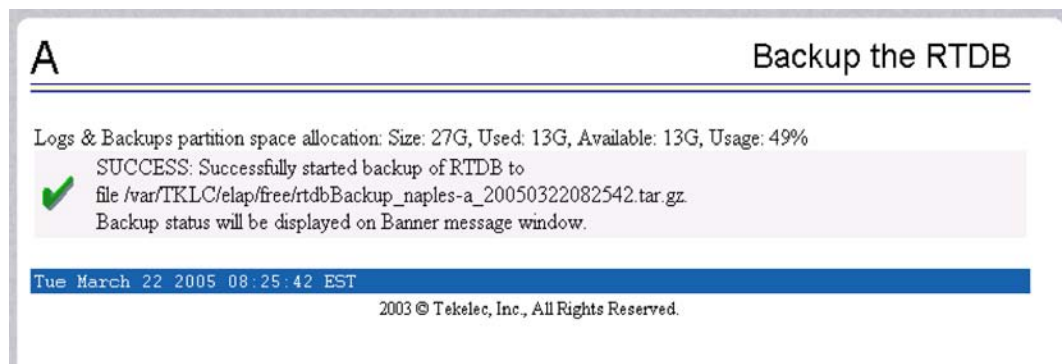 A
Backup the RTDB
Logs & Backups partition space allocation: Size: 27G, Used: 13G, Available: 13G, Usage: 49%
SUCCESS: Successfully started backup of RTDB to
file /var/TKLC/elap/free/rtdbBackup_naples-a_20050322082542.tar.gz.
Backup status will be displayed on Banner message window.
Tue March 22 2005 08:25:42 EST
2003 © Tekelec, Inc., All Rights Reserved.